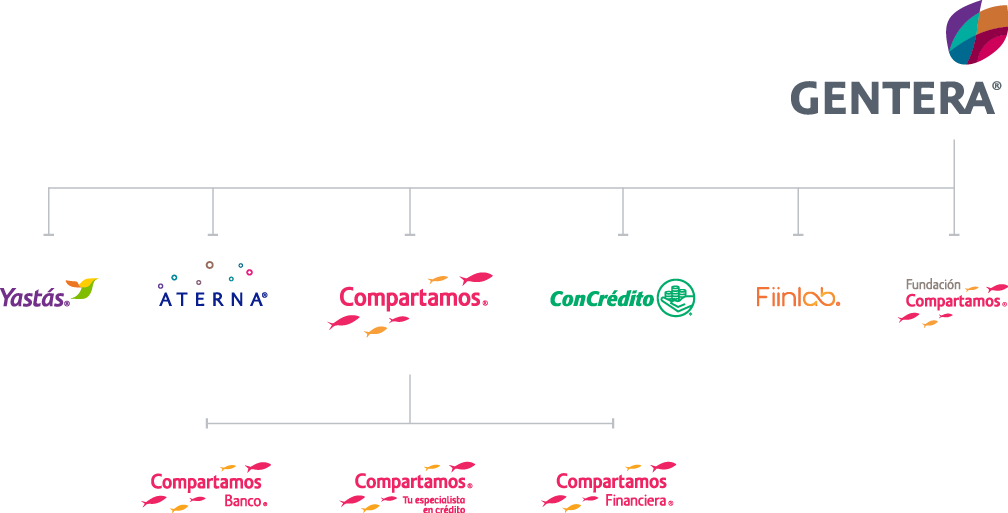 GENTERA®
Yastás®
ATERNA®
Compartamos®
ConCrédito®
Fiinlab®
Fundación
Compartamos®
Compartamos
Banco®
Compartamos®
Tu especialista
en crédito
Compartamos
Financiera®